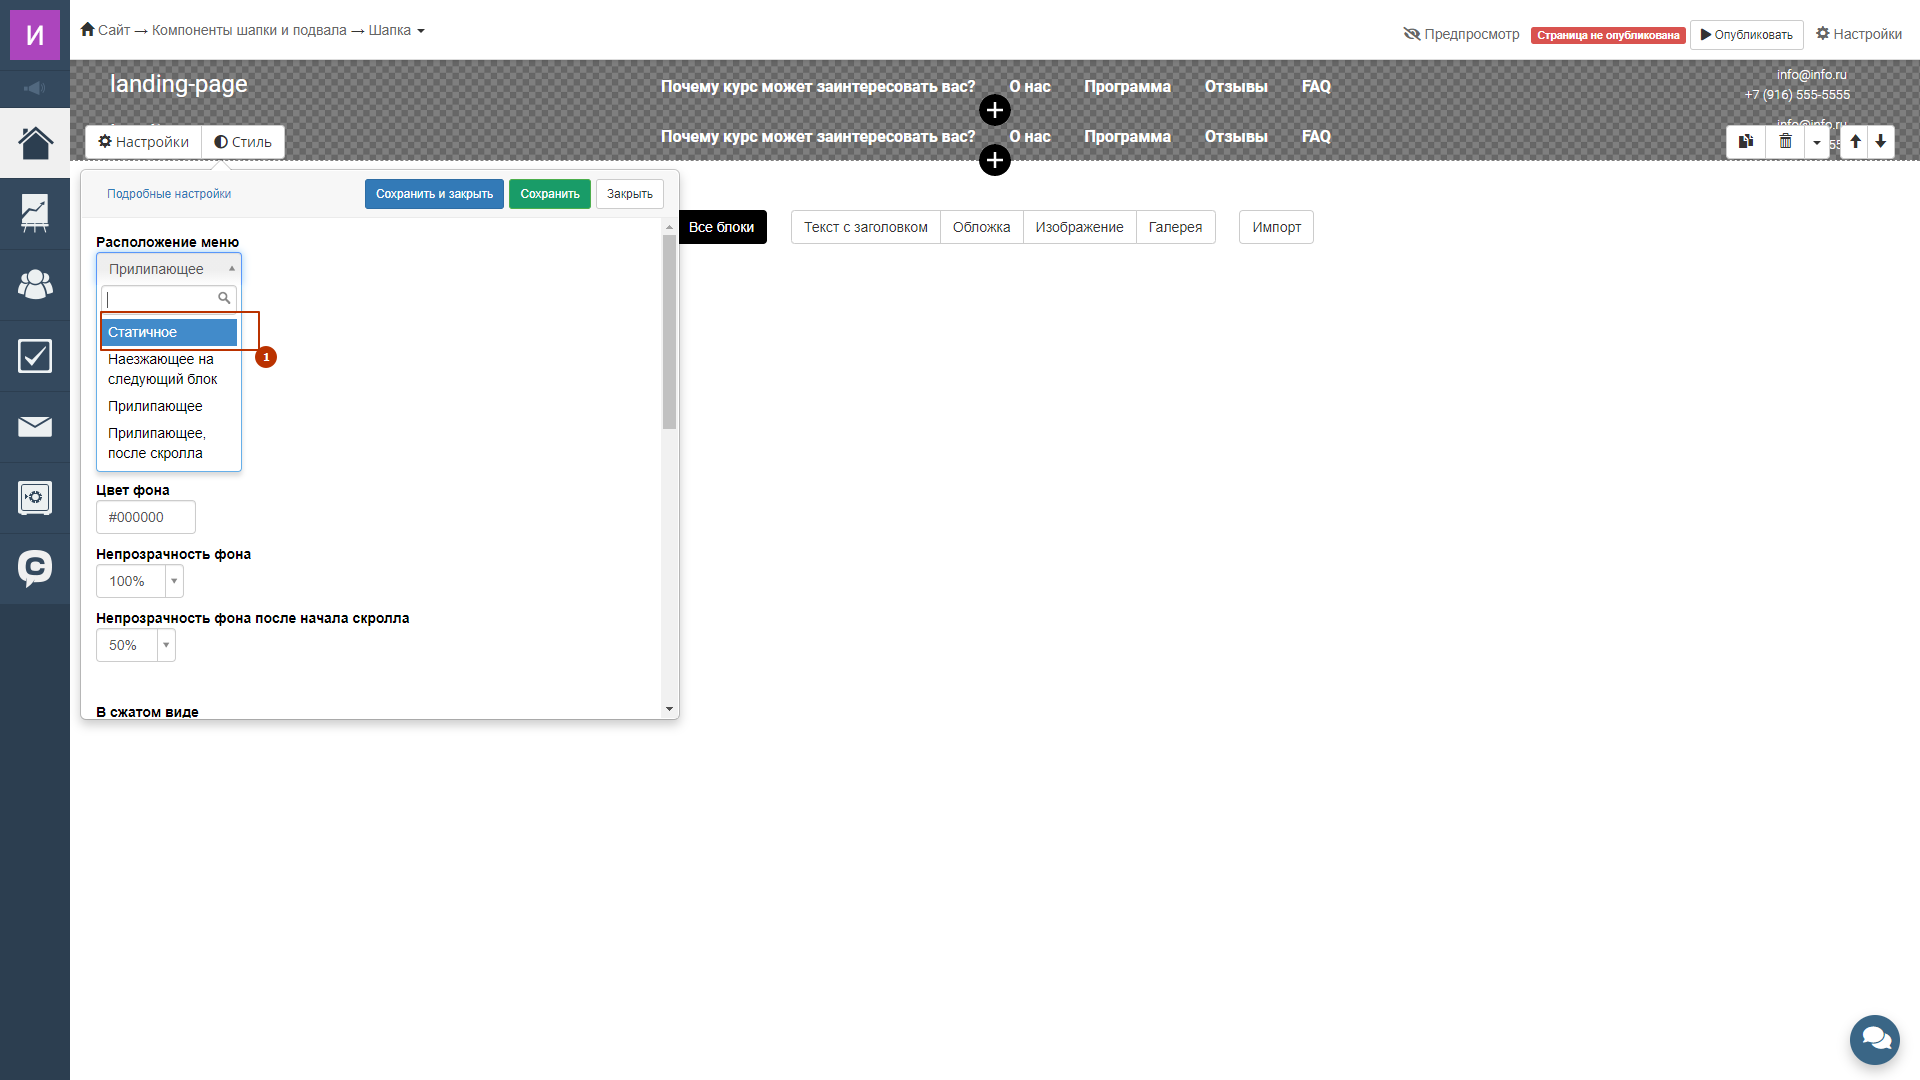 И
Сайт → Компоненты шапки и подвала → Шапка
Предпросмотр
Страница не опубликована
Опубликовать
Настройки
landing-page
Почему курс может заинтересовать вас?
О нас
Программа
Отзывы
FAQ
info@info.ru
+7 (916) 555-5555
Настройки
Стиль
Почему курс может заинтересовать вас?
О нас
Программа
Отзывы
FAQ
info@info.ru
Подробные настройки
Сохранить и закрыть
Сохранить
Закрыть
Все блоки
Текст с заголовком
Обложка
Изображение
Галерея
Импорт
Расположение меню
Прилипающее
Статичное
1
Наезжающее на
следующий блок
Прилипающее
Прилипающее,
после скролла
Цвет фона
#000000
Непрозрачность фона
100%
Непрозрачность фона после начала скролла
50%
В сжатом виде